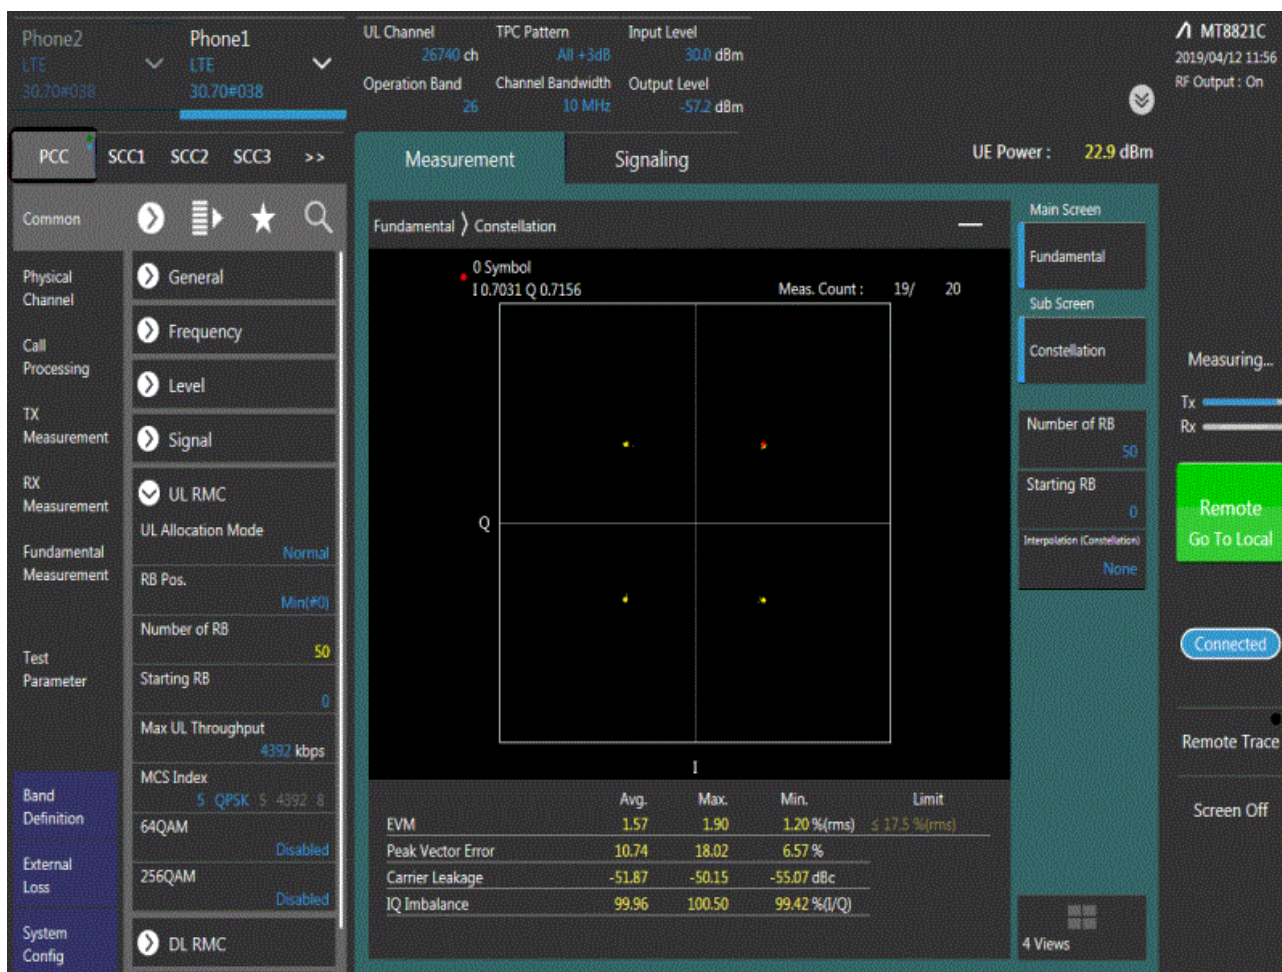 Phone2
LTE
30.70#038
Phone1
LTE
30.70#038
UL Channel
26740 ch
TPC Pattern
All +3dB
Input Level
30.0 dBm
Operation Band
26
Channel Bandwidth
10 MHz
Output Level
-57.2 dBm
MT8821C
2019/04/12 11:56
RF Output : On
PCC SCC1 SCC2 SCC3 >>
Measurement
Signaling
UE Power : 22.9 dBm
Common
Physical
Channel
Call
Processing
TX
Measurement
RX
Measurement
Fundamental
Measurement
Test
Parameter
Band
Definition
External
Loss
System
Config
General
Frequency
Level
Signal
UL RMC
UL Allocation Mode
Normal
RB Pos.
Min(#0)
Number of RB
50
Starting RB
0
Max UL Throughput
4392 kbps
MCS Index
5 QPSK 5 4392 8
64QAM
Disabled
256QAM
Disabled
DL RMC
Fundamental 〉 Constellation
0 Symbol
I 0.7031 Q 0.7156
Meas. Count : 19/ 20
Q
I
Avg. Max. Min. Limit
EVM 1.57 1.90 1.20 %(rms) ≤ 17.5 %(rms)
Peak Vector Error 10.74 18.02 6.57 %
Carrier Leakage -51.87 -50.15 -55.07 dBc
IQ Imbalance 99.96 100.50 99.42 %(I/Q)
Main Screen
Fundamental
Sub Screen
Constellation
Number of RB
50
Starting RB
0
Interpolation (Constellation)
None
4 Views
Measuring...
Tx
Rx
Remote
Go To Local
Connected
Remote Trace
Screen Off